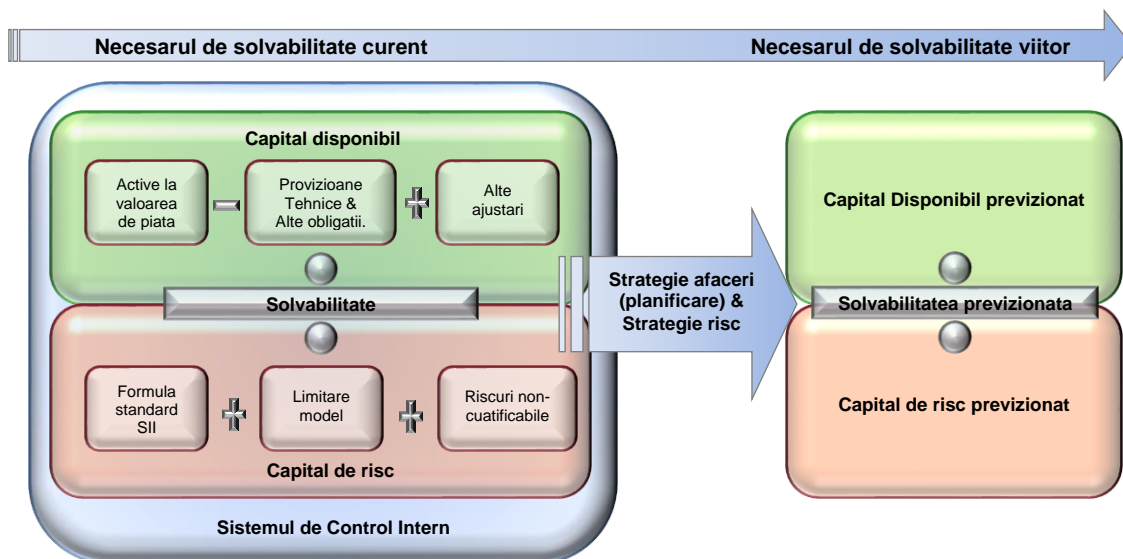 Necesarul de solvabilitate curent
Necesarul de solvabilitate viitor
Capital disponibil
Active la
valoarea
de piata
Provizioane
Tehnice &
Alte obligatii.
Alte
ajustari
Solvabilitate
Formula
standard
SII
Limitare
model
Riscuri non-
cuatificabile
Capital de risc
Sistemul de Control Intern
Strategie afaceri
(planificare) &
Strategie risc
Capital Disponibil previzionat
Solvabilitatea previzionata
Capital de risc previzionat